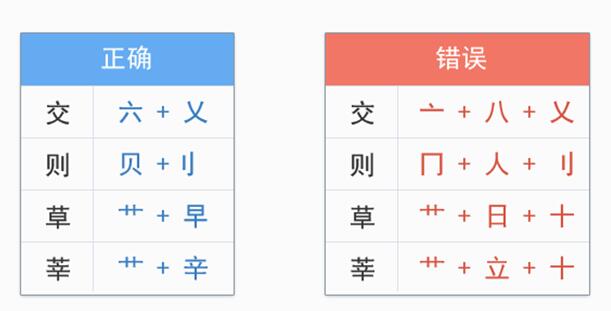 正确
交 六 + 乂
则 贝 + 刂
草 艹 + 早
莘 艹 + 辛
错误
交 亠 + 八 + 乂
则 冂 + 人 + 刂
草 艹 + 日 + 十
莘 艹 + 立 + 十